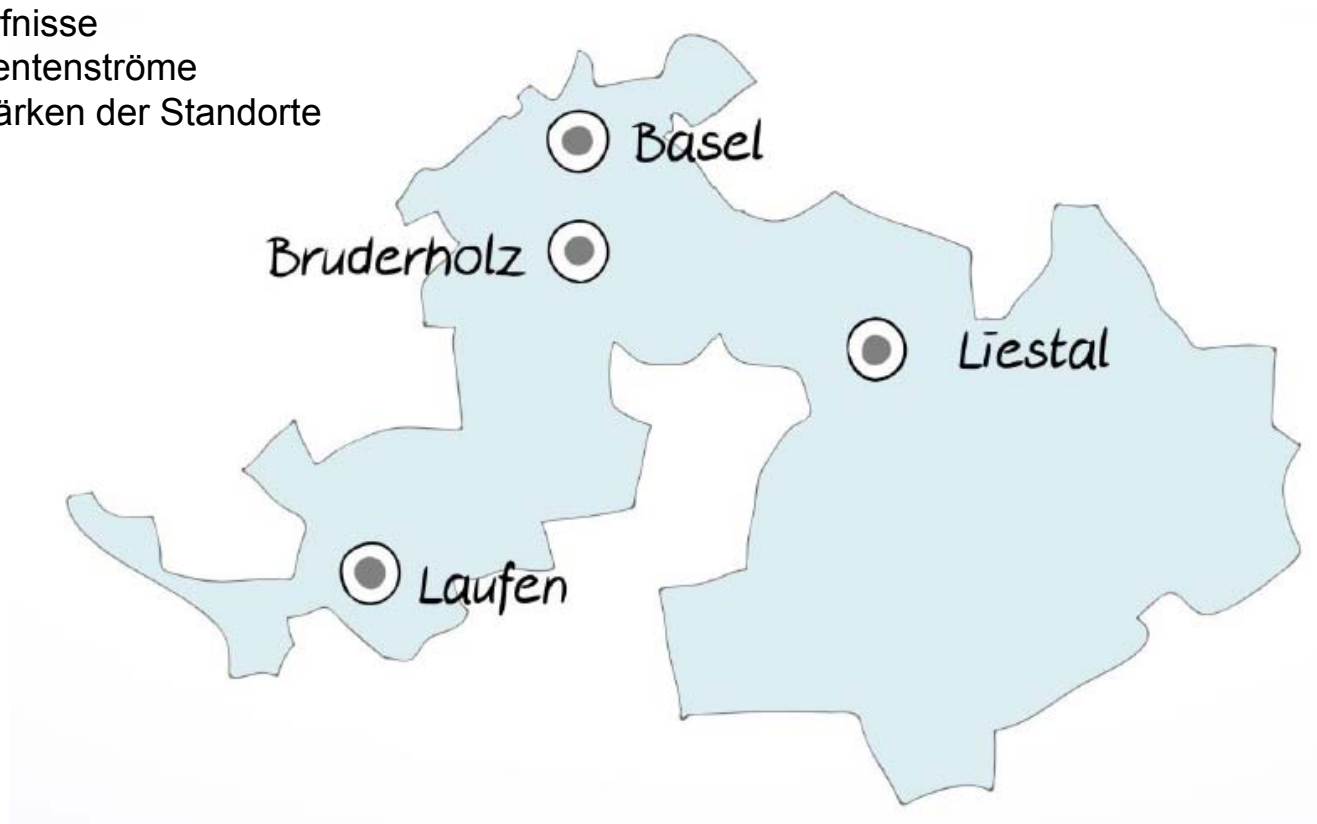 fnisse
entenströme
ärken der Standorte
Basel
Bruderholz
Liestal
Laufen